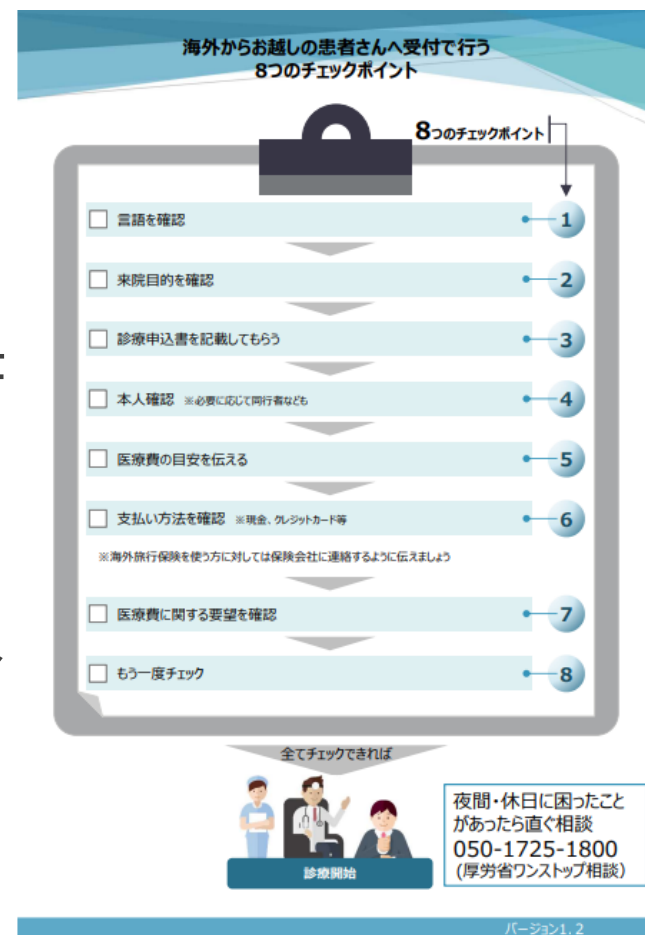 海外からお越しの患者さんへ受付で行う
8つのチェックポイント
8つのチェックポイント
言語を確認
1
来院目的を確認
2
診療申込書を記載してもらう
3
本人確認 ※必要に応じて同行者なども
4
医療費の目安を伝える
5
支払い方法を確認 ※現金、クレジットカード等
6
※海外旅行保険を使う方に対しては保険会社に連絡するように伝えましょう
医療費に関する要望を確認
7
もう一度チェック
8
全てチェックできれば
診療開始
夜間・休日に困ったこと
があったら直ぐ相談
050-1725-1800
(厚労省ワンストップ相談)
バージョン1.2